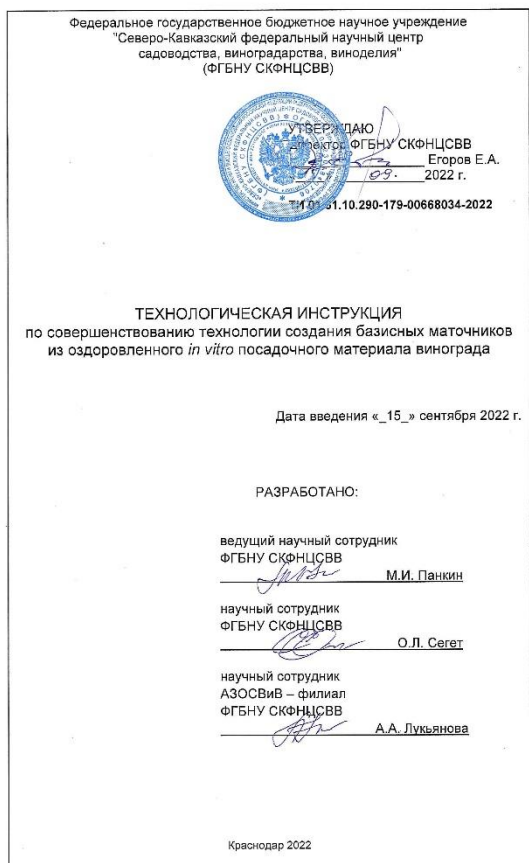 Федеральное государственное бюджетное научное учреждение
"Северо-Кавказский федеральный научный центр
садоводства, виноградарства, виноделия"
(ФГБНУ СКФНЦСВВ)
УТВЕРЖДАЮ
директор ФГБНУ СКФНЦСВВ
Егоров Е.А.
09. 2022 г.
ТИ 01.51.10.290-179-00668034-2022
ТЕХНОЛОГИЧЕСКАЯ ИНСТРУКЦИЯ
по совершенствованию технологии создания базисных маточников
из оздоровленного in vitro посадочного материала винограда
Дата введения «_15_» сентября 2022 г.
РАЗРАБОТАНО:
ведущий научный сотрудник
ФГБНУ СКФНЦСВВ
М.И. Панкин
научный сотрудник
ФГБНУ СКФНЦСВВ
О.Л. Сегет
научный сотрудник
АЗОСВиВ – филиал
ФГБНУ СКФНЦСВВ
А.А. Лукьянова
Краснодар 2022